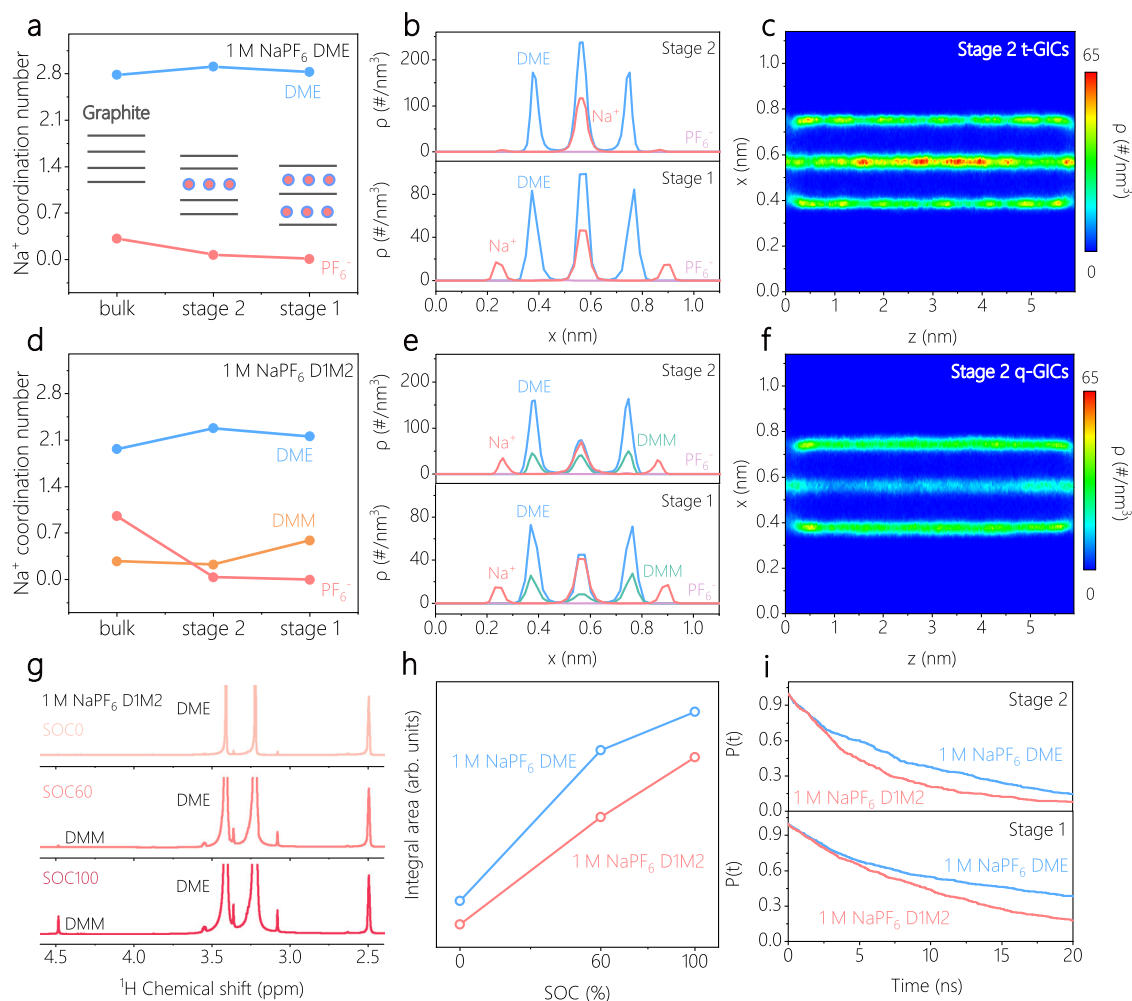 a
1 M NaPF₆ DME
Na⁺ coordination number
2.8
2.1
1.4
0.7
0.0
DME
Graphite
PF₆⁻
bulk
stage 2
stage 1
b
Stage 2
ρ (#/nm³)
200
100
0
DME
Na⁺
PF₆⁻
Stage 1
ρ (#/nm³)
80
40
0
DME
Na⁺
PF₆⁻
0.0
0.2
0.4
0.6
0.8
1.0
x (nm)
c
Stage 2 t-GICs
x (nm)
1.0
0.8
0.6
0.4
0.2
0.0
0
1
2
3
4
5
z (nm)
65
0
ρ (#/nm³)
d
1 M NaPF₆ D1M2
Na⁺ coordination number
2.8
2.1
1.4
0.7
0.0
DME
DMM
PF₆⁻
bulk
stage 2
stage 1
e
Stage 2
ρ (#/nm³)
200
100
0
DME
Na⁺
DMM
PF₆⁻
Stage 1
ρ (#/nm³)
80
40
0
DME
Na⁺
DMM
PF₆⁻
0.0
0.2
0.4
0.6
0.8
1.0
x (nm)
f
Stage 2 q-GICs
x (nm)
1.0
0.8
0.6
0.4
0.2
0.0
0
1
2
3
4
5
z (nm)
65
0
ρ (#/nm³)
g
1 M NaPF₆ D1M2
DME
SOC0
SOC60
DME
DMM
SOC100
DME
DMM
4.5
4.0
3.5
3.0
2.5
¹H Chemical shift (ppm)
h
Integral area (arb. units)
1 M NaPF₆ DME
1 M NaPF₆ D1M2
0
60
100
SOC (%)
i
Stage 2
P(t)
0.9
0.6
0.3
0.0
1 M NaPF₆ DME
1 M NaPF₆ D1M2
Stage 1
P(t)
0.9
0.6
0.3
0.0
1 M NaPF₆ DME
1 M NaPF₆ D1M2
0
5
10
15
20
Time (ns)